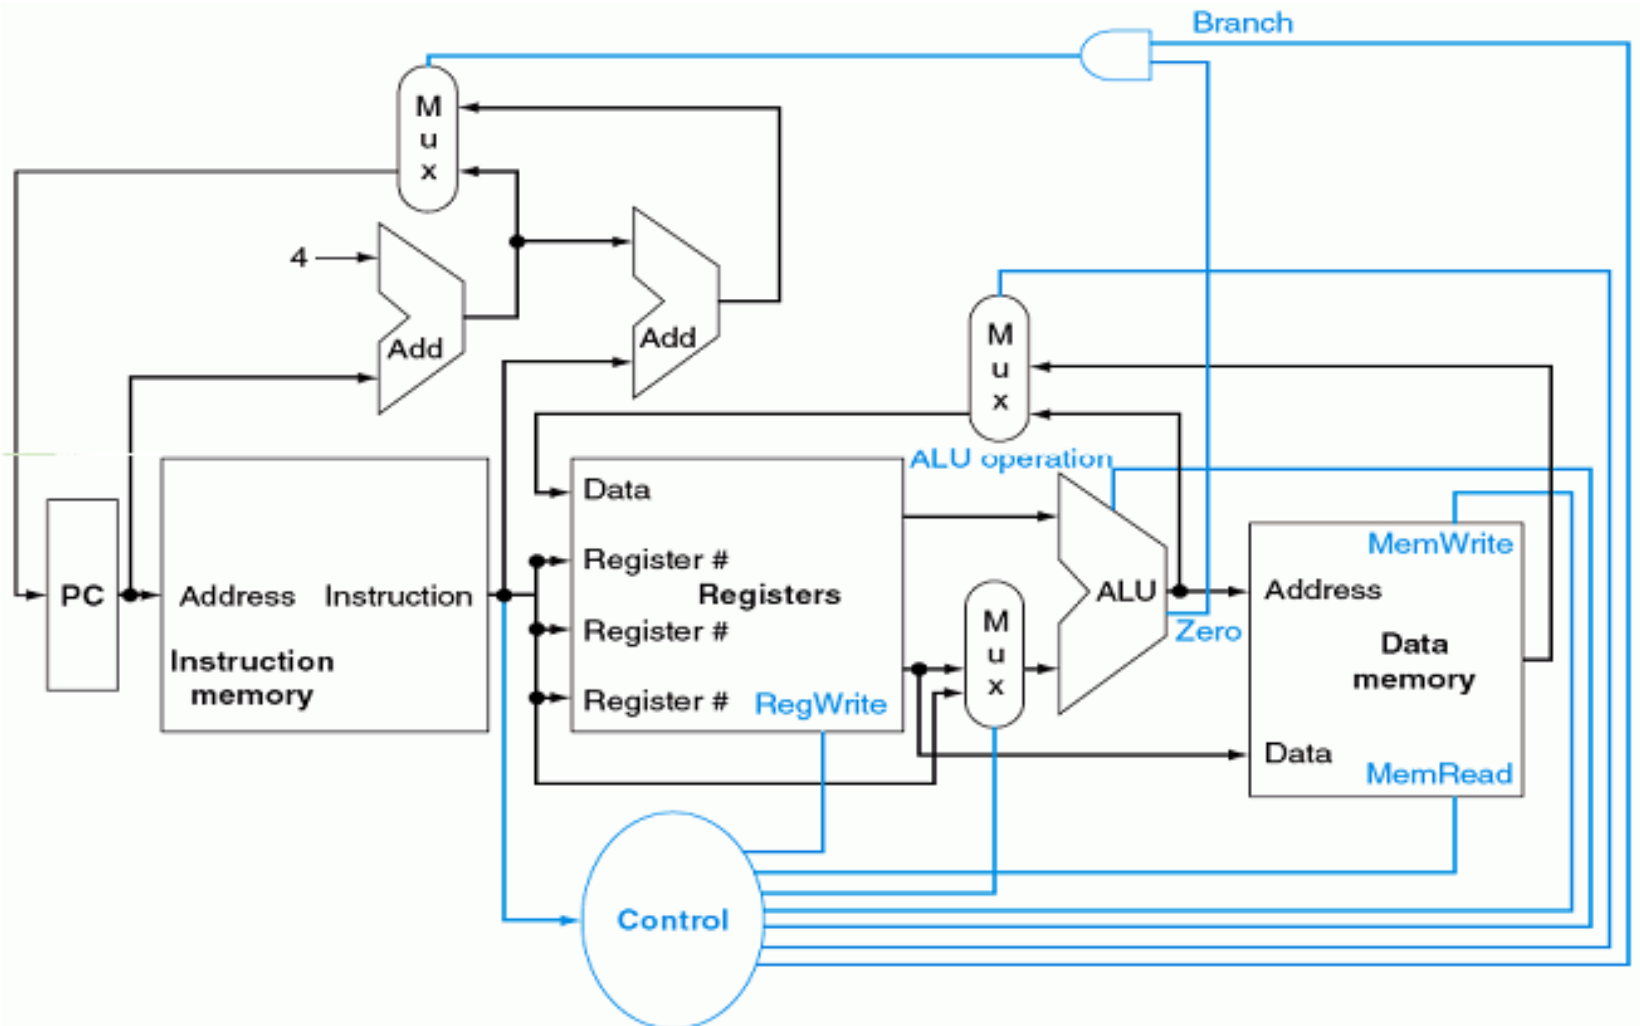 Branch
M
u
x
4
Add
Add
M
u
x
ALU operation
Data
MemWrite
Register #
PC
Address
Instruction
Registers
ALU
Address
M
u
x
Register #
Zero
Data
memory
Instruction
memory
Register #
RegWrite
Data
MemRead
Control